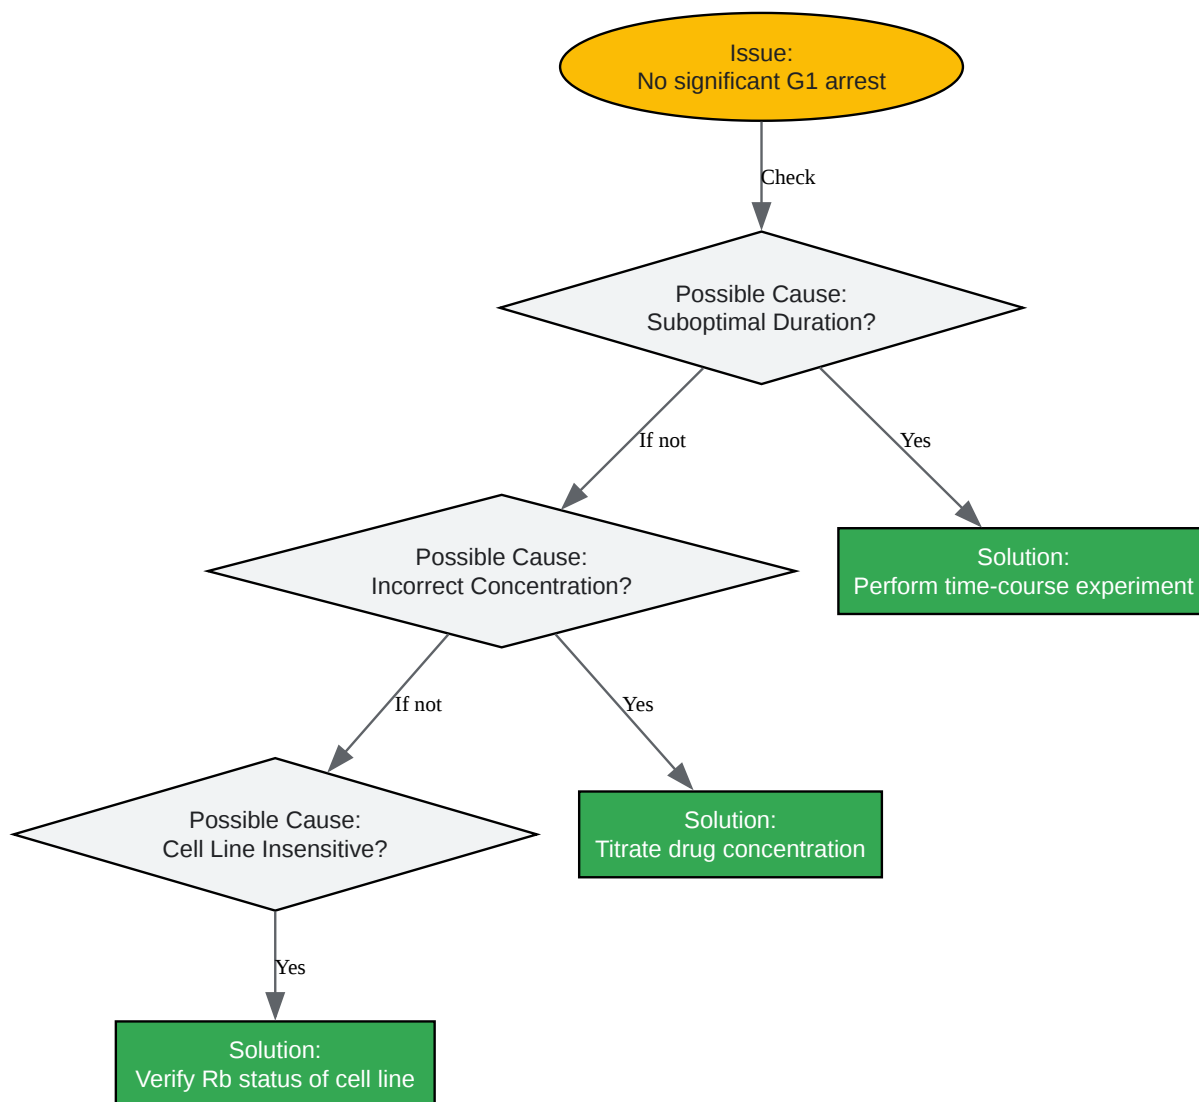 Issue:
No significant G1 arrest
Check
Possible Cause:
Suboptimal Duration?
If not
Yes
Possible Cause:
Incorrect Concentration?
Solution:
Perform time-course experiment
If not
Yes
Possible Cause:
Cell Line Insensitive?
Solution:
Titrate drug concentration
Yes
Solution:
Verify Rb status of cell line